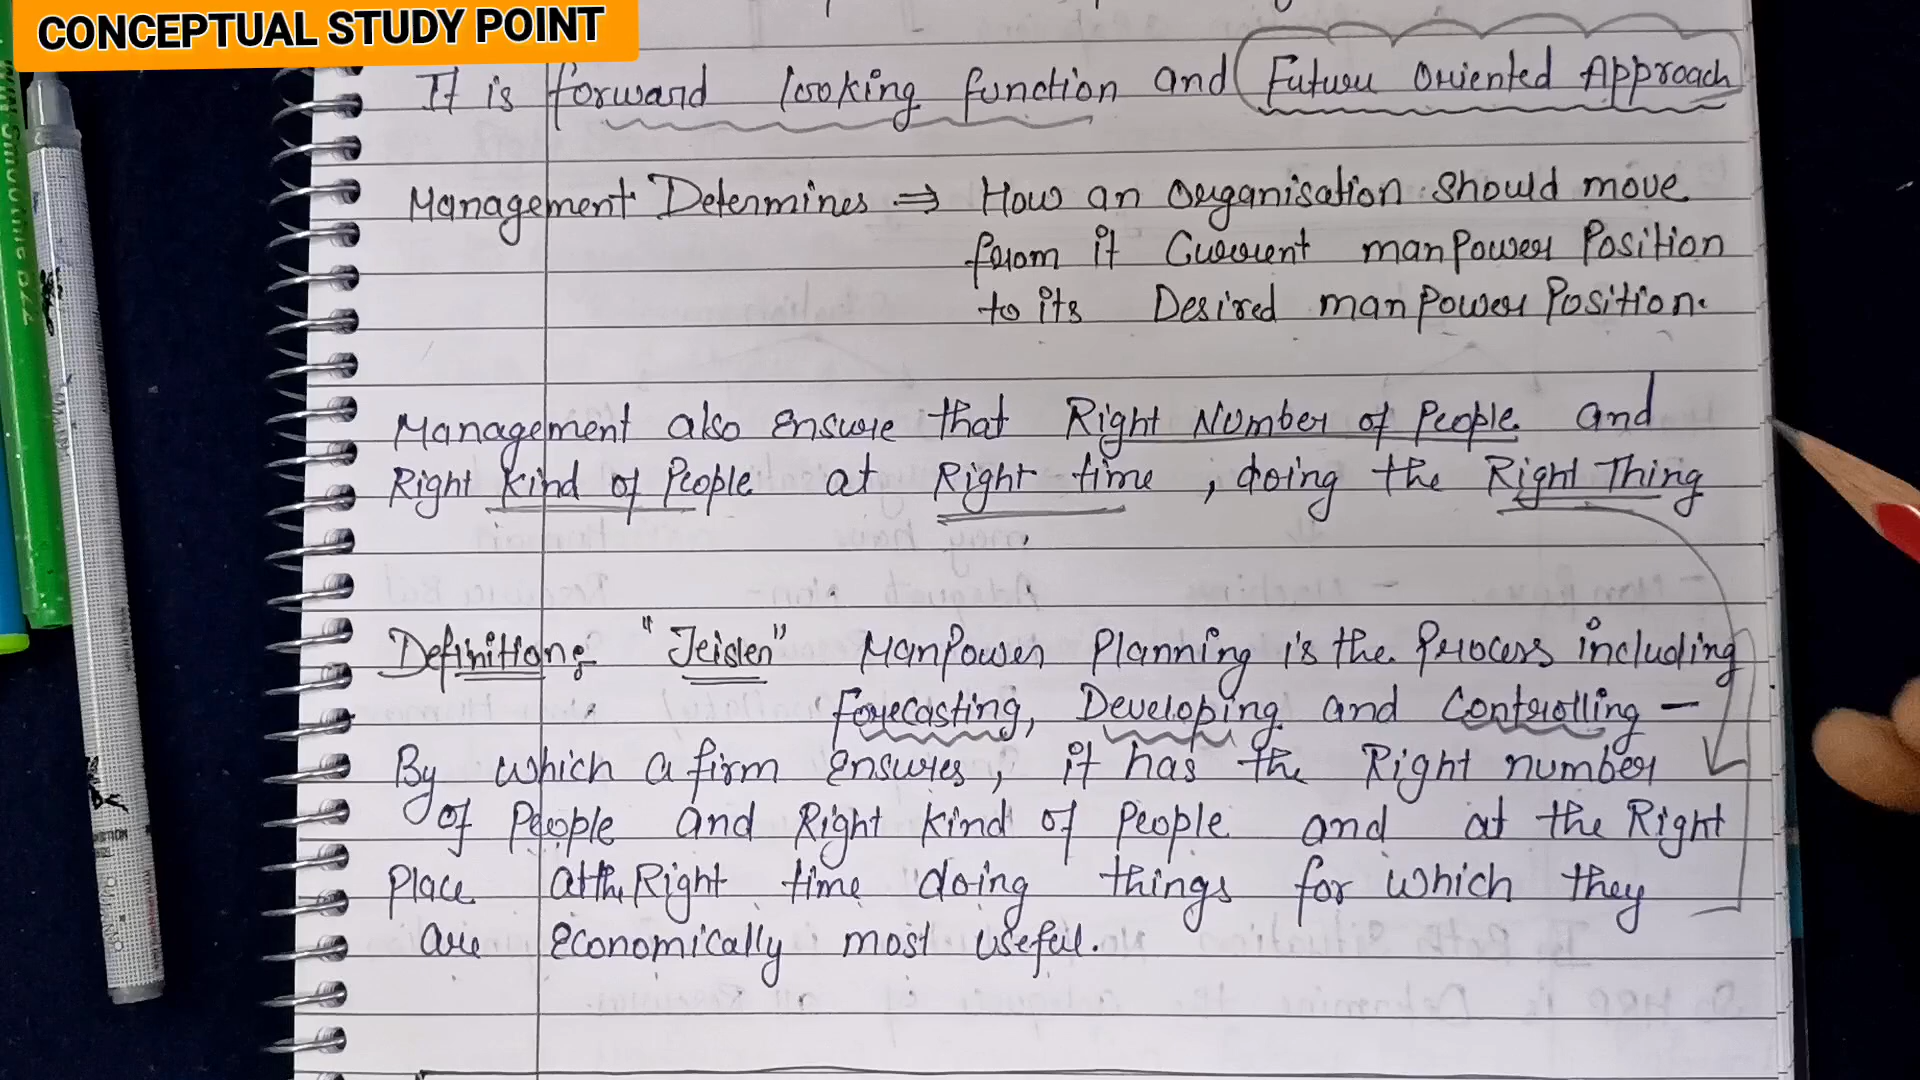 CONCEPTUAL STUDY POINT
It is forward looking function and Future Oriented Approach
Management Determines ⇒ How an Organisation should move
from it Current manpower Position
to its Desired manpower Position.
Management also ensure that Right Number of People and
Right Kind of People at Right time, doing the Right Thing
Definition: "Jeisler" ManPower Planning is the Process including
Forecasting, Developing and Controlling -
By which a firm ensures, it has the Right number
of People and Right kind of People and at the Right
Place at the Right time doing things for which they
are economically most useful.